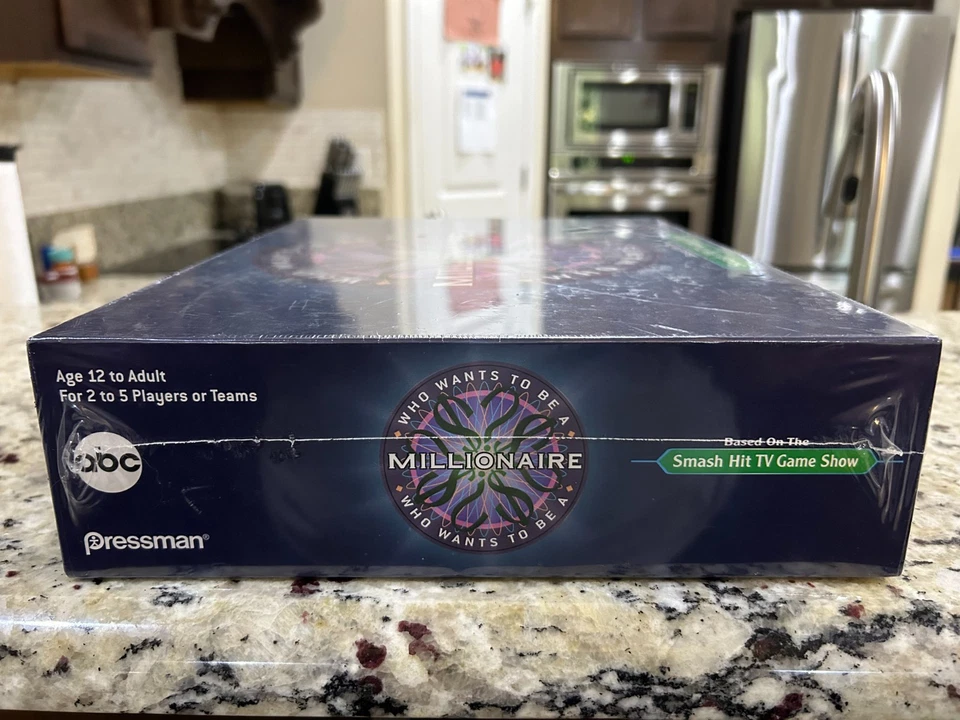 Age 12 to Adult
For 2 to 5 Players or Teams
abc
Pressman®
WHO WANTS TO BE A
MILLIONAIRE
WHO WANTS TO BE A
Based On The
Smash Hit TV Game Show